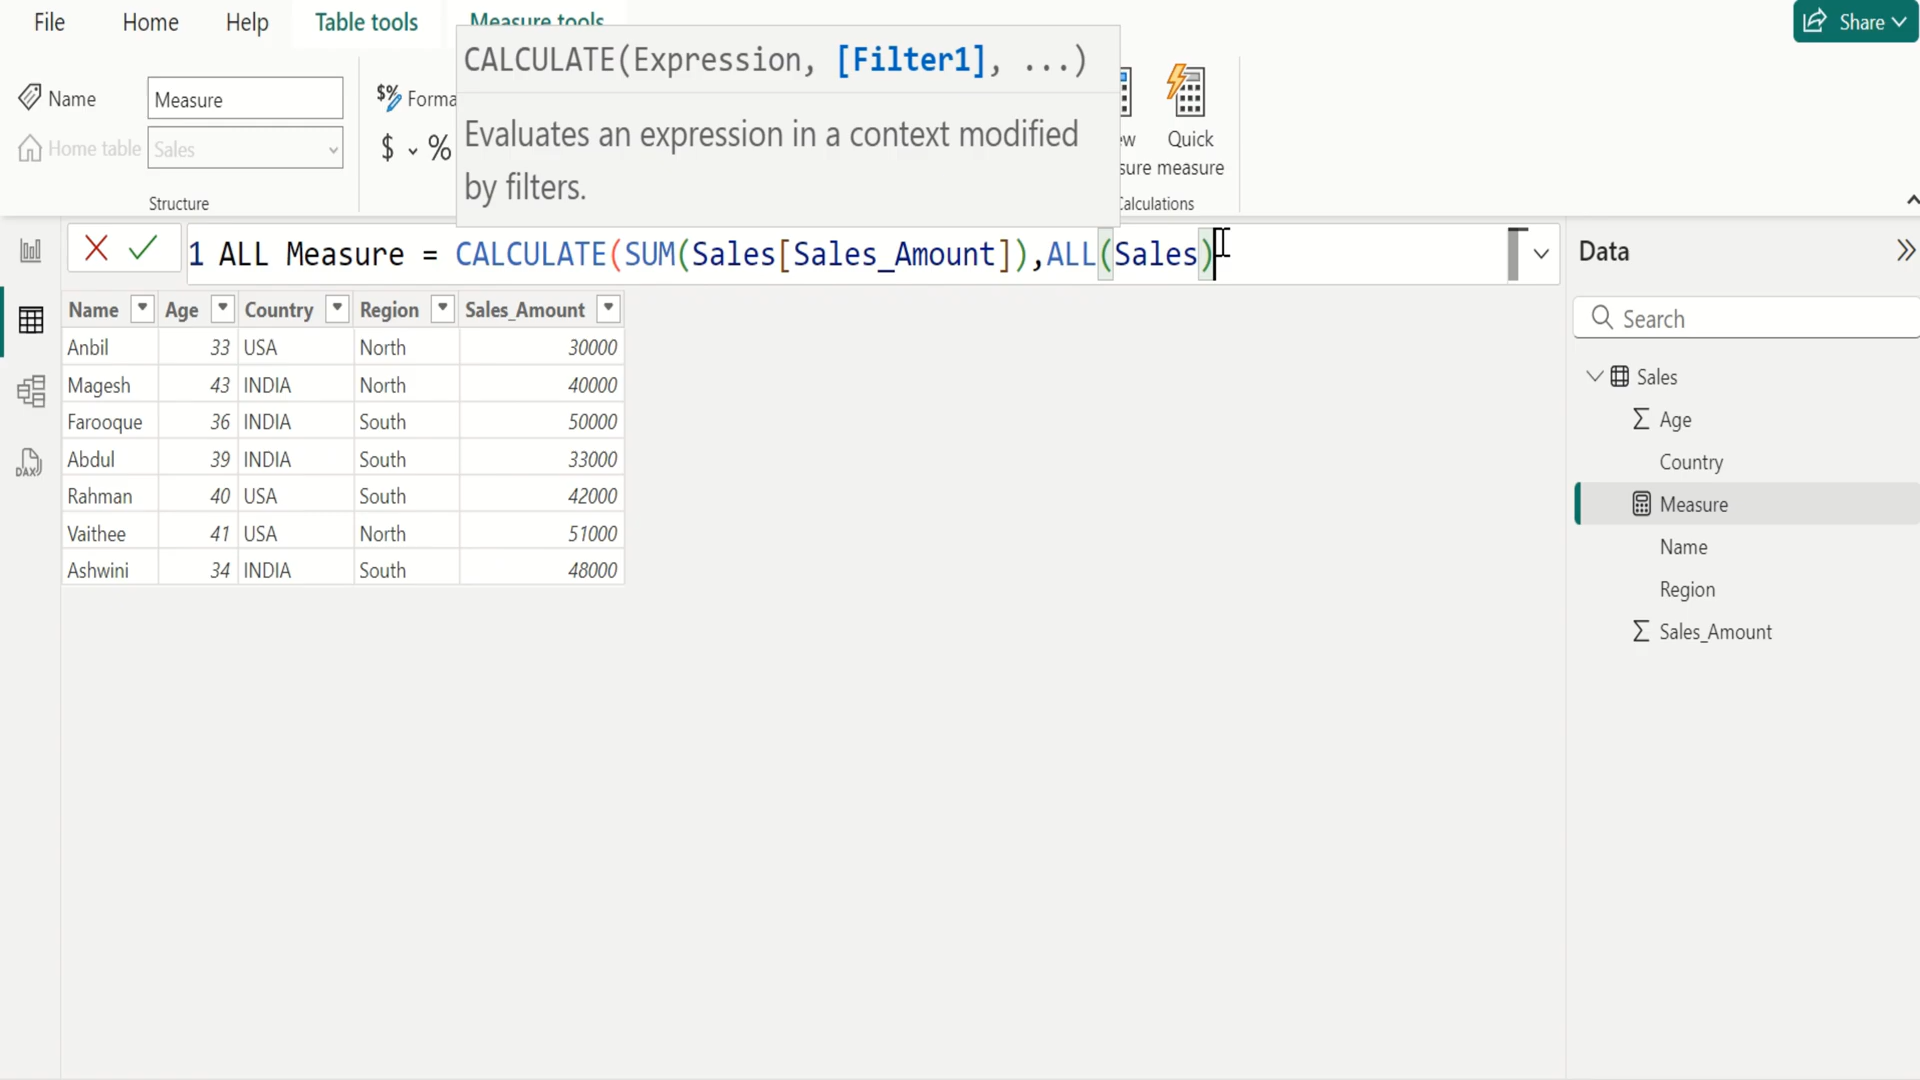 File Home Help Table tools Measure tools Share
Name Measure $% Forma
Home table Sales $ %
Structure
CALCULATE(Expression, [Filter1], ...)
Evaluates an expression in a context modified
by filters.
ew Quick
sure measure
Calculations
1 ALL Measure = CALCULATE(SUM(Sales[Sales_Amount]),ALL(Sales)
Name Age Country Region Sales_Amount
Anbil 33 USA North 30000
Magesh 43 INDIA North 40000
Farooque 36 INDIA South 50000
Abdul 39 INDIA South 33000
Rahman 40 USA South 42000
Vaithee 41 USA North 51000
Ashwini 34 INDIA South 48000
DAX
Data
Search
Sales
Σ Age
Country
Measure
Name
Region
Σ Sales_Amount